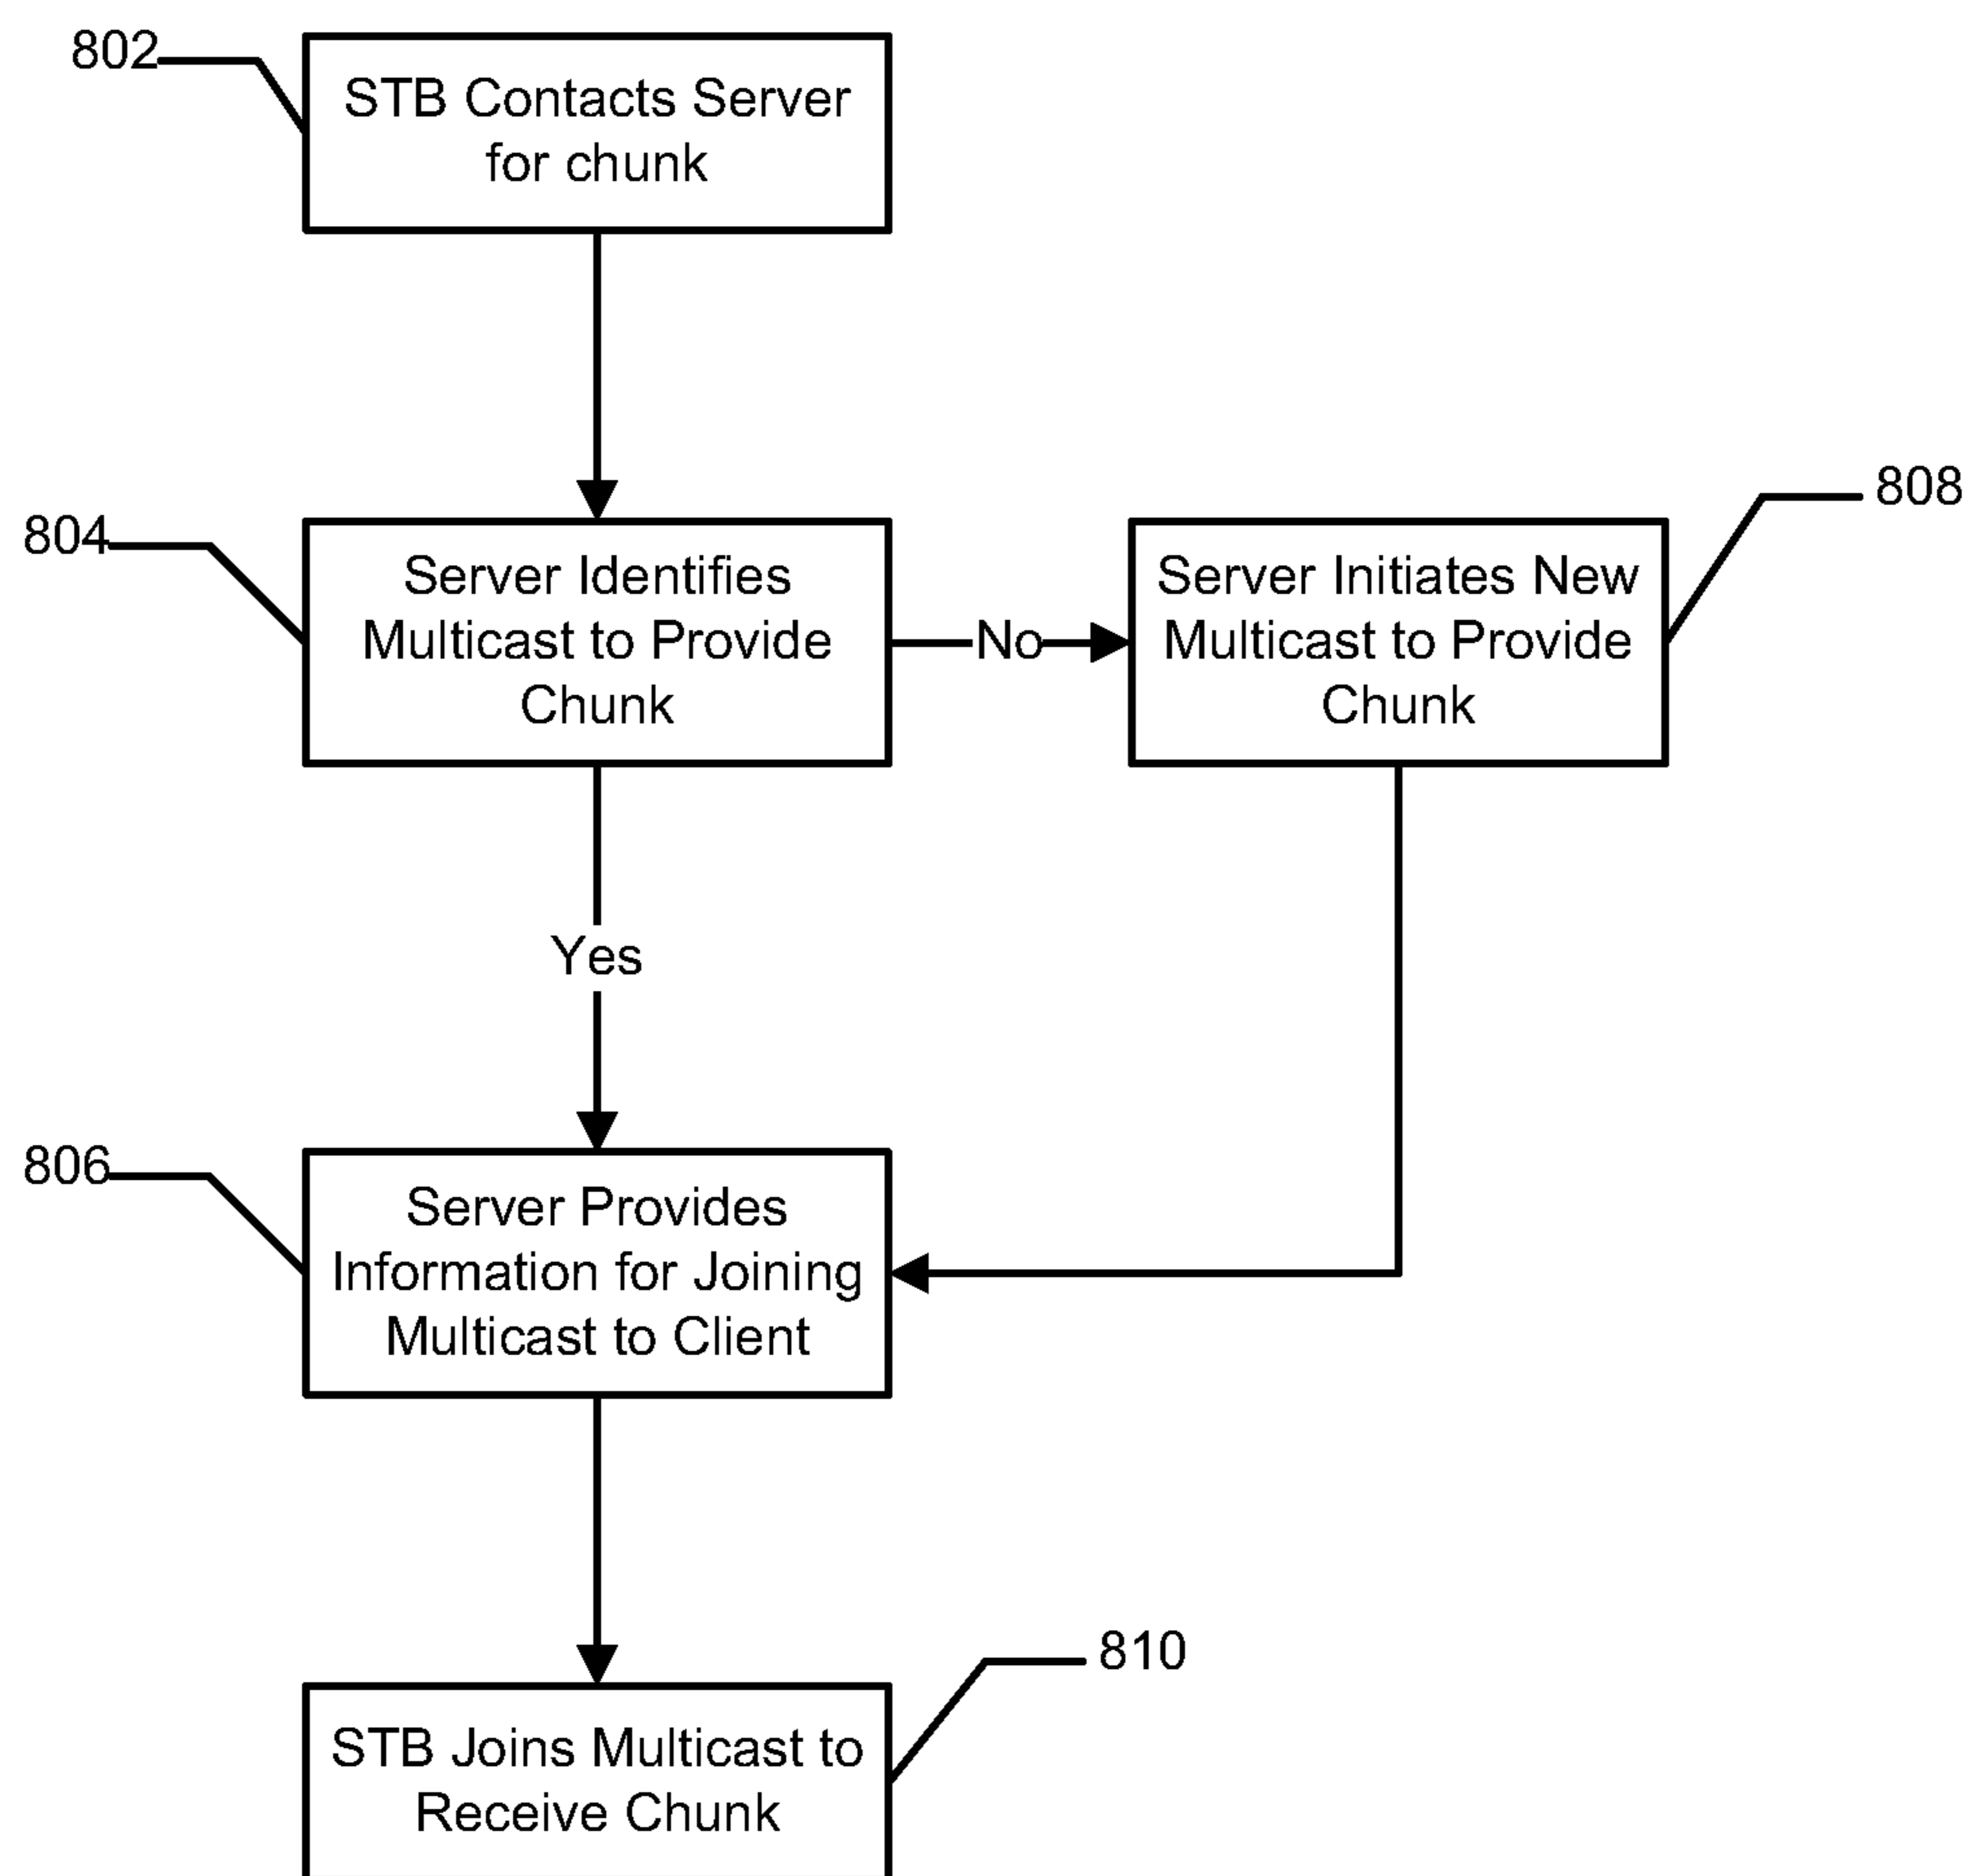 802
STB Contacts Server
for chunk
804
Server Identifies
Multicast to Provide
Chunk
No
808
Server Initiates New
Multicast to Provide
Chunk
Yes
806
Server Provides
Information for Joining
Multicast to Client
810
STB Joins Multicast to
Receive Chunk